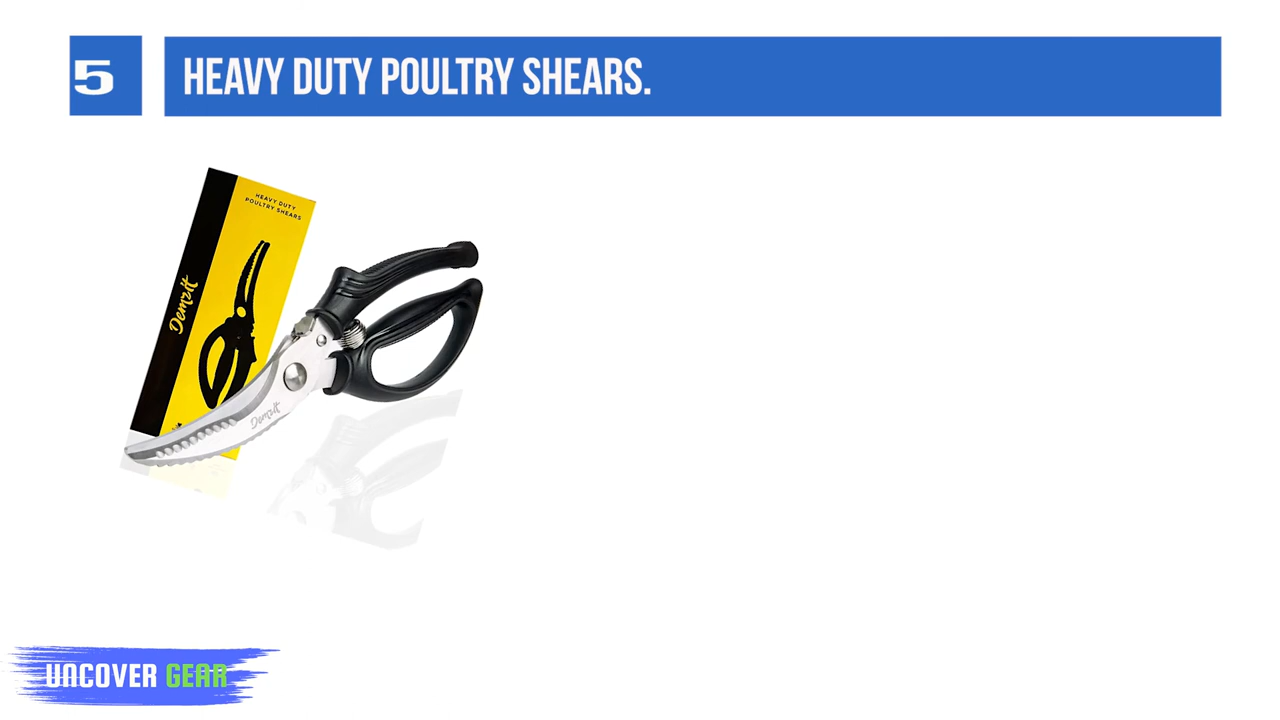 5
HEAVY DUTY POULTRY SHEARS.
HEAVY DUTY
POULTRY SHEARS
Demzit
Demzit
UNCOVER GEAR